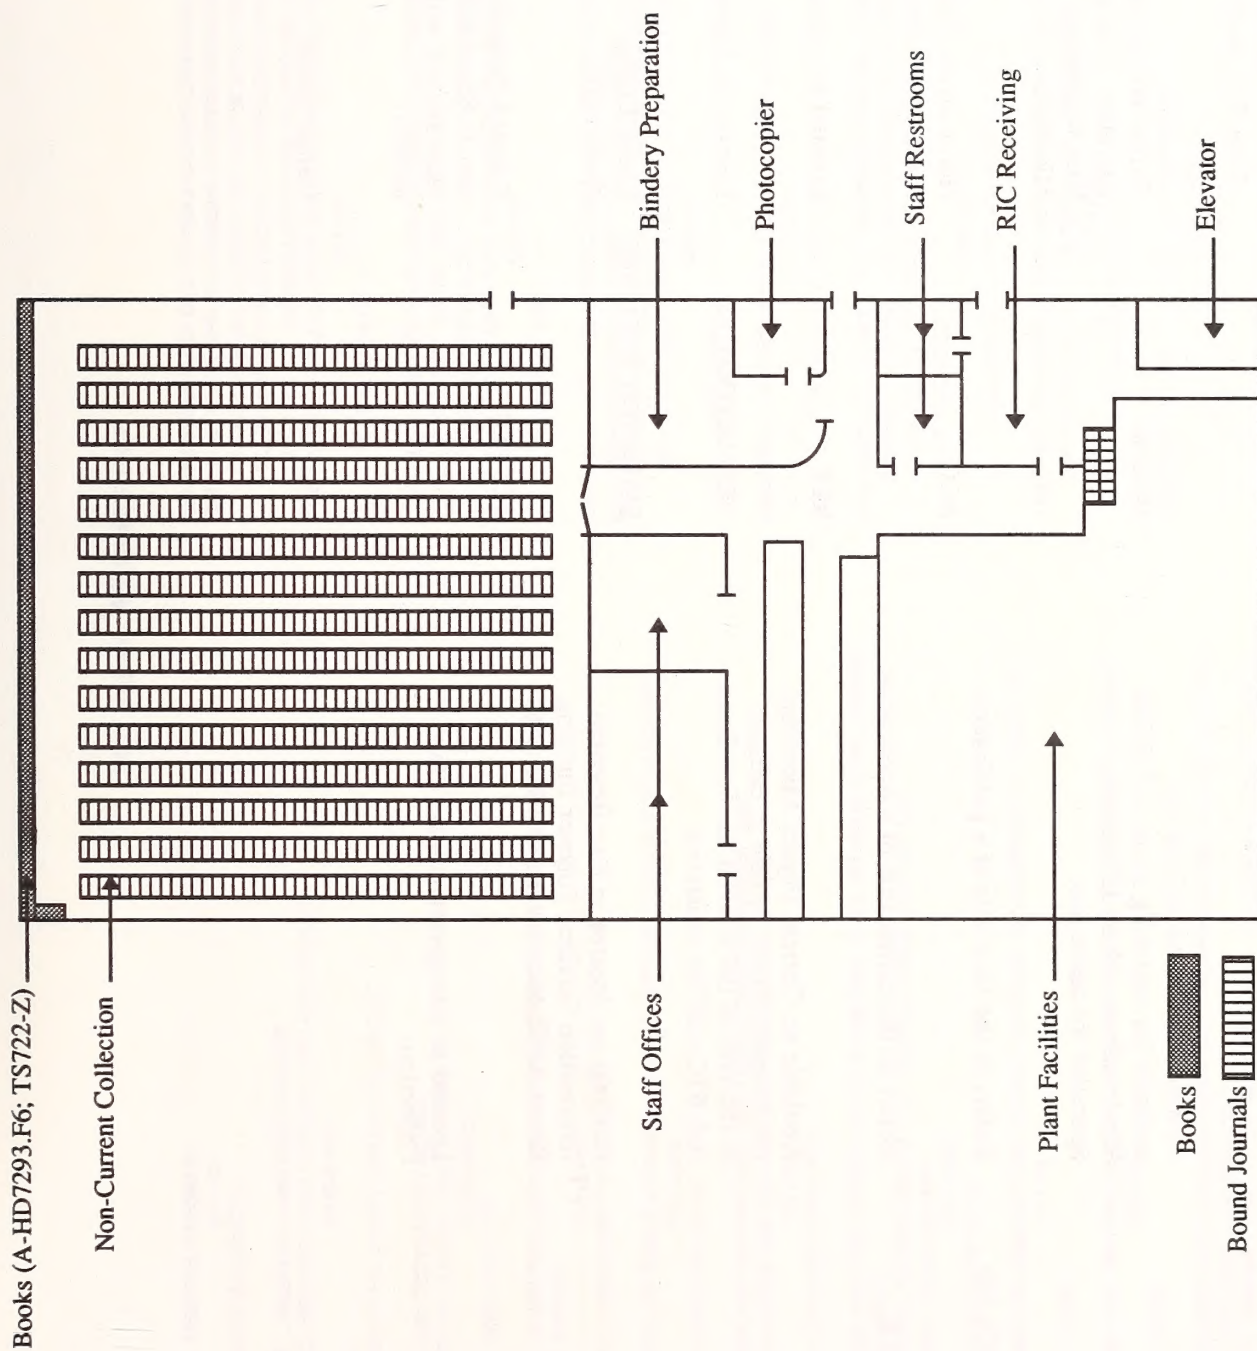 Books (A-HD7293.F6; TS722-Z)
Non-Current Collection
Staff Offices
Plant Facilities
Books
Bound Journals
Bindery Preparation
Photocopier
Staff Restrooms
RIC Receiving
Elevator